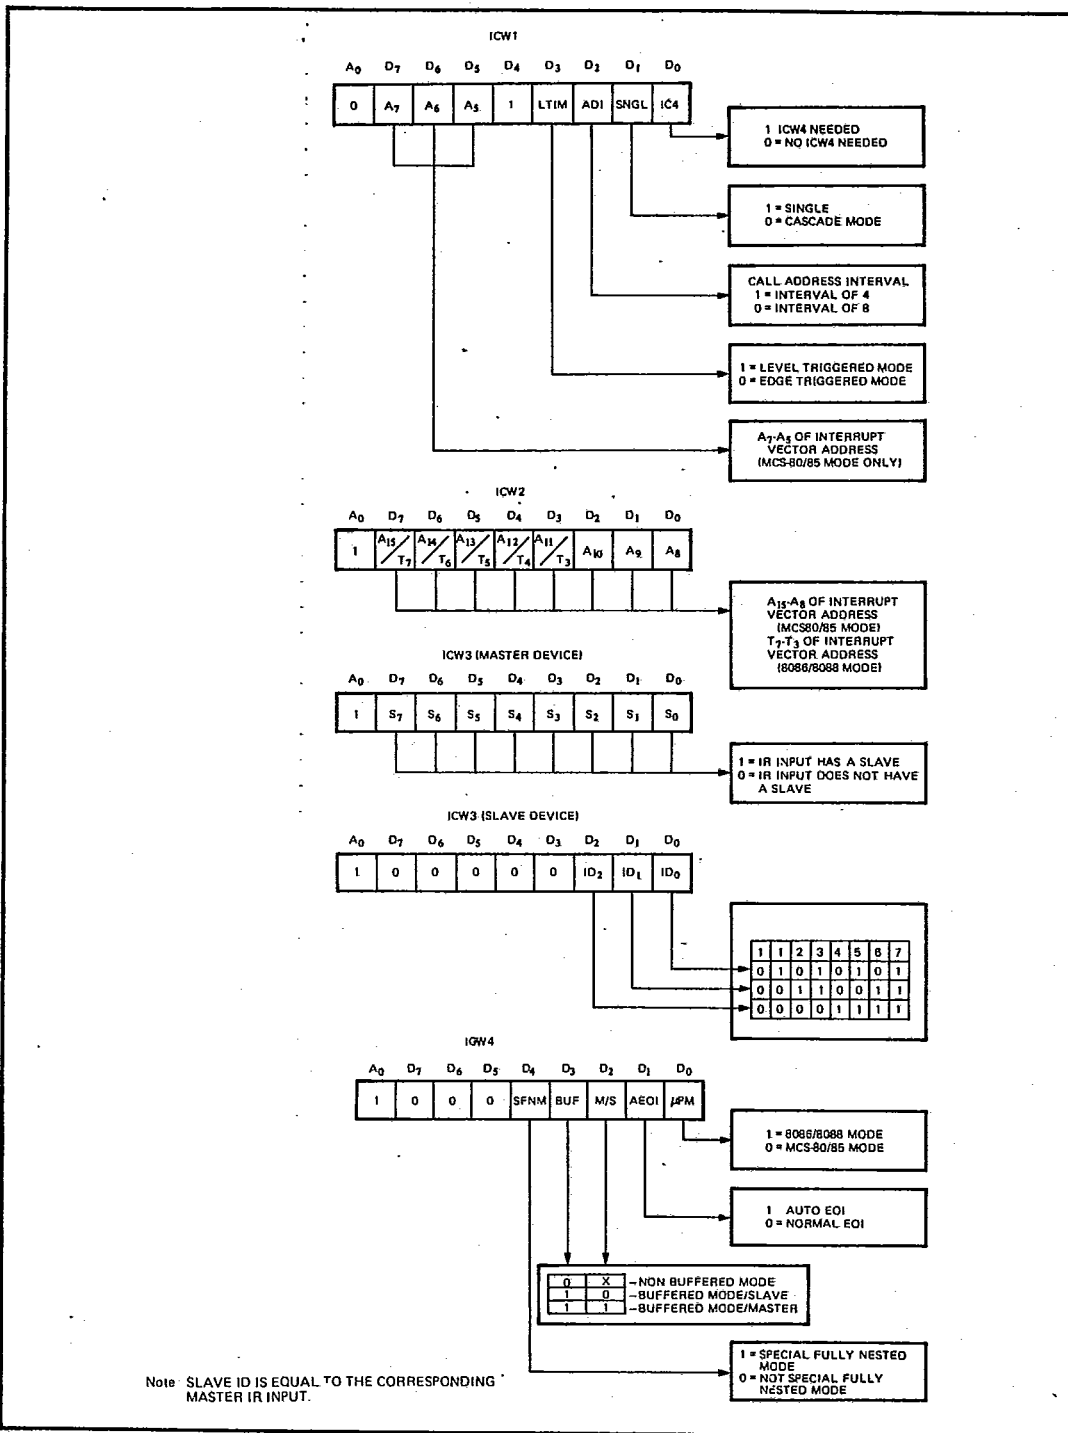 ICW1
A0 D7 D6 D5 D4 D3 D2 D1 D0
0 A7 A6 A5 1 LTIM ADI SNGL IC4
1 ICW4 NEEDED
0 = NO ICW4 NEEDED
1 = SINGLE
0 = CASCADE MODE
CALL ADDRESS INTERVAL
1 = INTERVAL OF 4
0 = INTERVAL OF 8
1 = LEVEL TRIGGERED MODE
0 = EDGE TRIGGERED MODE
A7-A5 OF INTERRUPT
VECTOR ADDRESS
(MCS-80/85 MODE ONLY)
ICW2
A0 D7 D6 D5 D4 D3 D2 D1 D0
1 A15/T7 A14/T6 A13/T5 A12/T4 A11/T3 A10 A9 A8
A15-A8 OF INTERRUPT
VECTOR ADDRESS
(MCS80/85 MODE)
T7-T3 OF INTERRUPT
VECTOR ADDRESS
(8086/8088 MODE)
ICW3 (MASTER DEVICE)
A0 D7 D6 D5 D4 D3 D2 D1 D0
1 S7 S6 S5 S4 S3 S2 S1 S0
1 = IR INPUT HAS A SLAVE
0 = IR INPUT DOES NOT HAVE
A SLAVE
ICW3 (SLAVE DEVICE)
A0 D7 D6 D5 D4 D3 D2 D1 D0
1 0 0 0 0 0 ID2 ID1 ID0
1 1 2 3 4 5 6 7
0 1 0 1 0 1 0 1
0 0 1 1 0 0 1 1
0 0 0 0 1 1 1 1
ICW4
A0 D7 D6 D5 D4 D3 D2 D1 D0
1 0 0 0 SFNM BUF M/S AEOI µPM
1 = 8086/8088 MODE
0 = MCS-80/85 MODE
1 AUTO EOI
0 = NORMAL EOI
0 X -NON BUFFERED MODE
1 0 -BUFFERED MODE/SLAVE
1 1 -BUFFERED MODE/MASTER
1 = SPECIAL FULLY NESTED
MODE
0 = NOT SPECIAL FULLY
NESTED MODE
Note SLAVE ID IS EQUAL TO THE CORRESPONDING
MASTER IR INPUT.